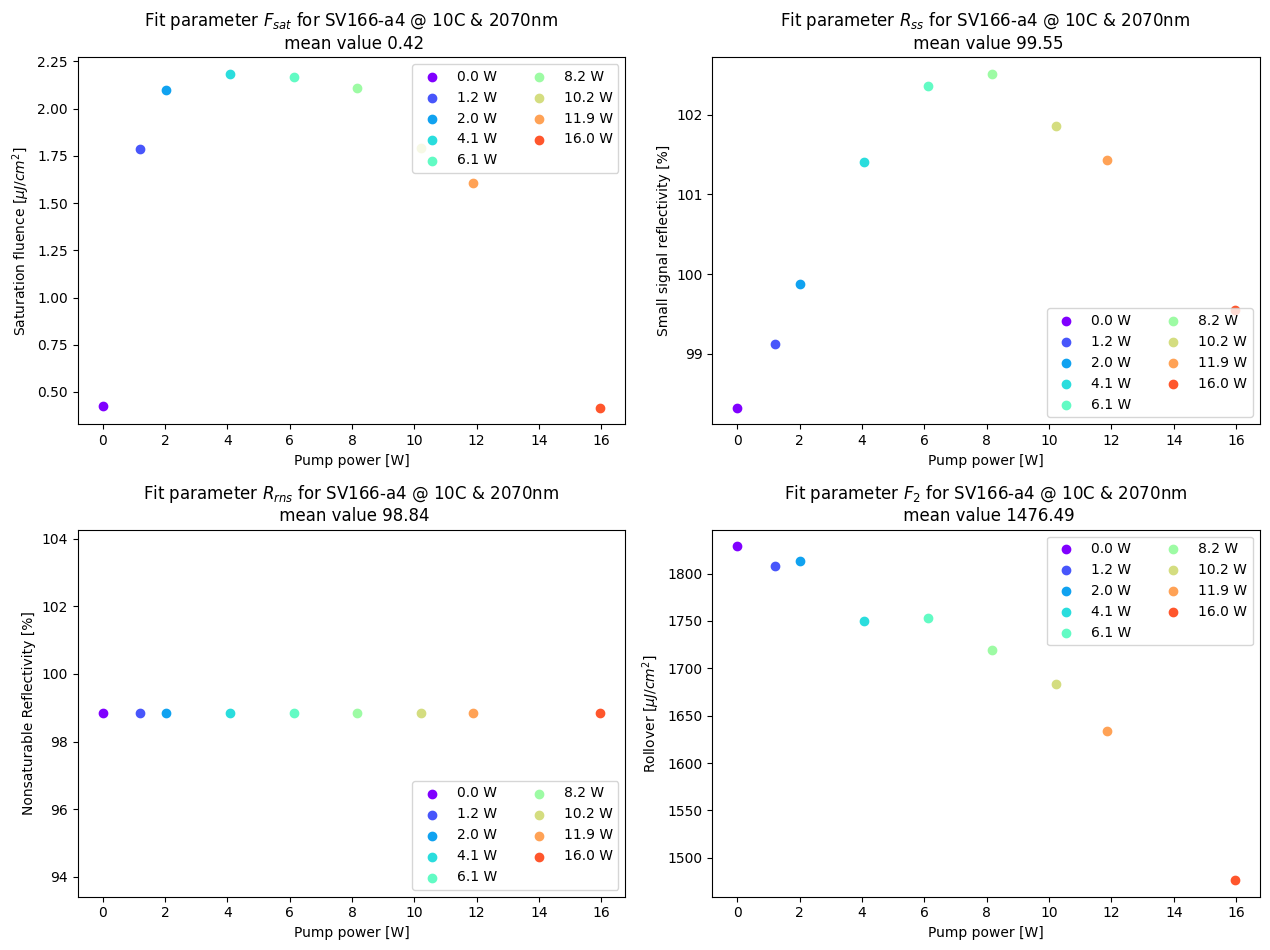 Fit parameter F_sat for SV166-a4 @ 10C & 2070nm
mean value 0.42
2.25
2.00
1.75
1.50
1.25
1.00
0.75
0.50
Saturation fluence [μJ/cm²]
0 2 4 6 8 10 12 14 16
Pump power [W]
0.0 W
1.2 W
2.0 W
4.1 W
6.1 W
8.2 W
10.2 W
11.9 W
16.0 W
Fit parameter R_ss for SV166-a4 @ 10C & 2070nm
mean value 99.55
102
101
100
99
Small signal reflectivity [%]
0 2 4 6 8 10 12 14 16
Pump power [W]
0.0 W
1.2 W
2.0 W
4.1 W
6.1 W
8.2 W
10.2 W
11.9 W
16.0 W
Fit parameter R_rns for SV166-a4 @ 10C & 2070nm
mean value 98.84
104
102
100
98
96
94
Nonsaturable Reflectivity [%]
0 2 4 6 8 10 12 14 16
Pump power [W]
0.0 W
1.2 W
2.0 W
4.1 W
6.1 W
8.2 W
10.2 W
11.9 W
16.0 W
Fit parameter F_2 for SV166-a4 @ 10C & 2070nm
mean value 1476.49
1800
1750
1700
1650
1600
1550
1500
Rollover [μJ/cm²]
0 2 4 6 8 10 12 14 16
Pump power [W]
0.0 W
1.2 W
2.0 W
4.1 W
6.1 W
8.2 W
10.2 W
11.9 W
16.0 W